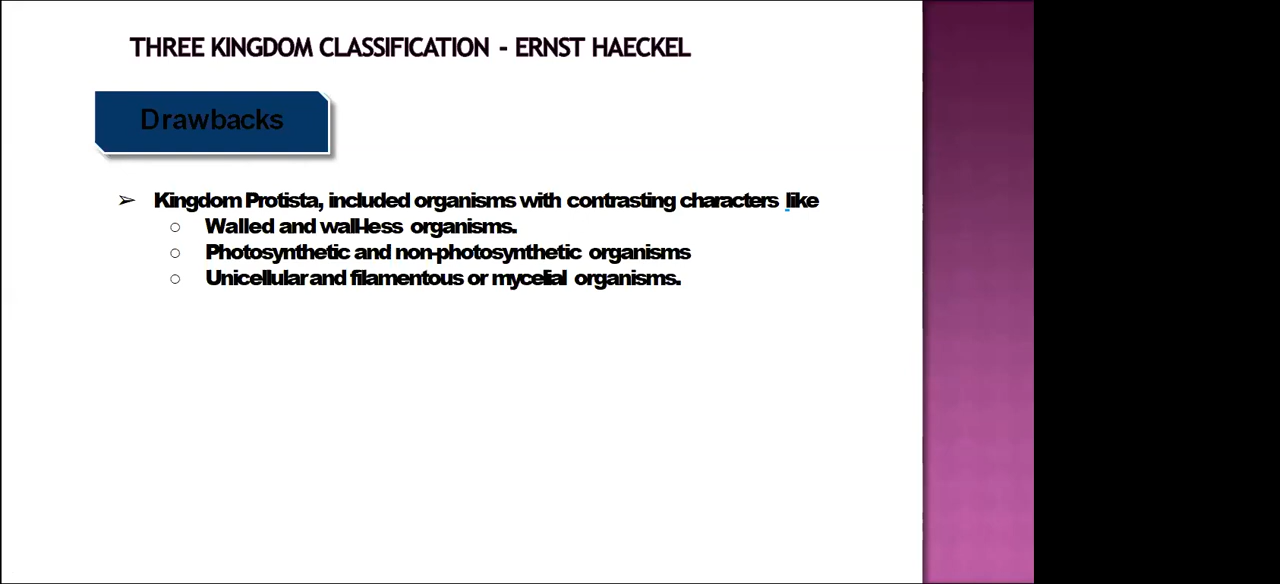 THREE KINGDOM CLASSIFICATION - ERNST HAECKEL
Drawbacks
➢ Kingdom Protista, included organisms with contrasting characters like
○ Walled and wall-less organisms.
○ Photosynthetic and non-photosynthetic organisms
○ Unicellular and filamentous or mycelial organisms.